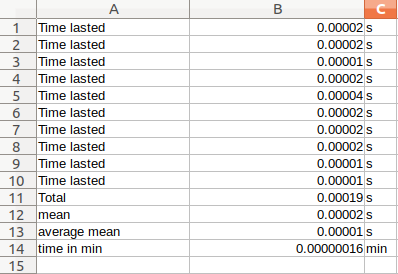 A B C
1 Time lasted 0.00002 s
2 Time lasted 0.00002 s
3 Time lasted 0.00001 s
4 Time lasted 0.00002 s
5 Time lasted 0.00004 s
6 Time lasted 0.00002 s
7 Time lasted 0.00002 s
8 Time lasted 0.00002 s
9 Time lasted 0.00001 s
10 Time lasted 0.00001 s
11 Total 0.00019 s
12 mean 0.00002 s
13 average mean 0.00001 s
14 time in min 0.00000016 min
15